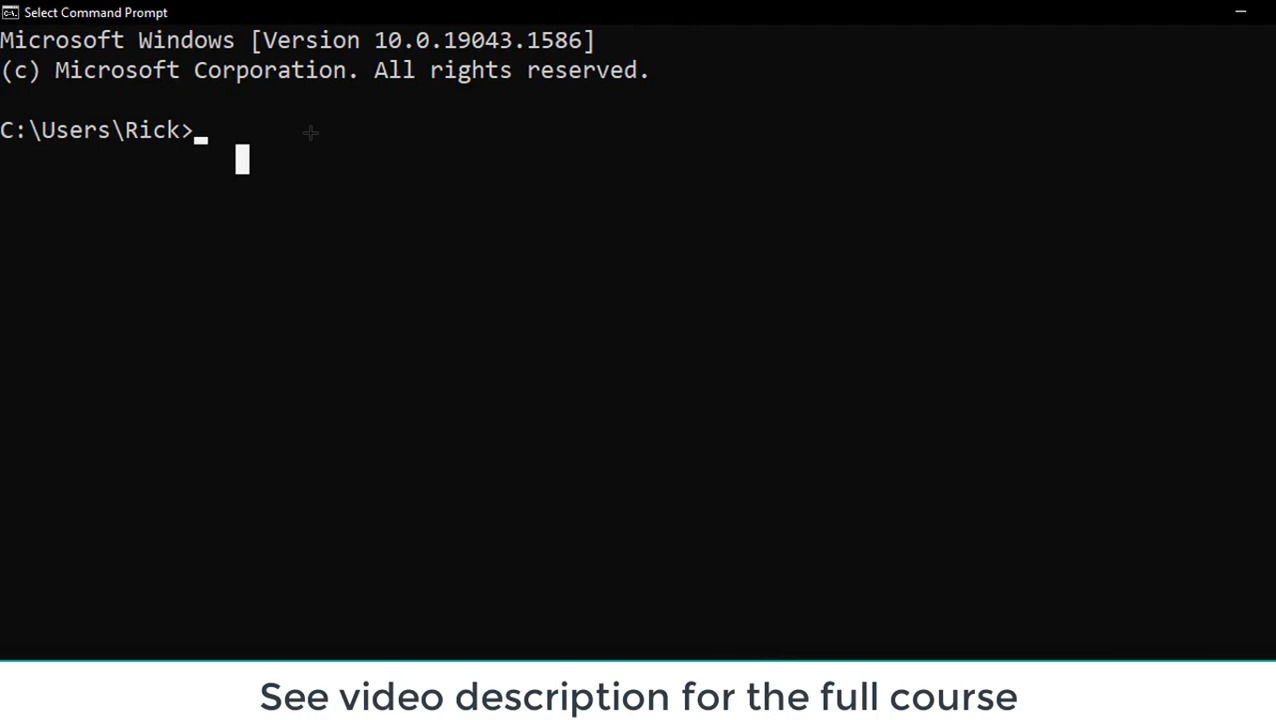 Select Command Prompt
Microsoft Windows [Version 10.0.19043.1586]
(c) Microsoft Corporation. All rights reserved.
C:\Users\Rick>
See video description for the full course